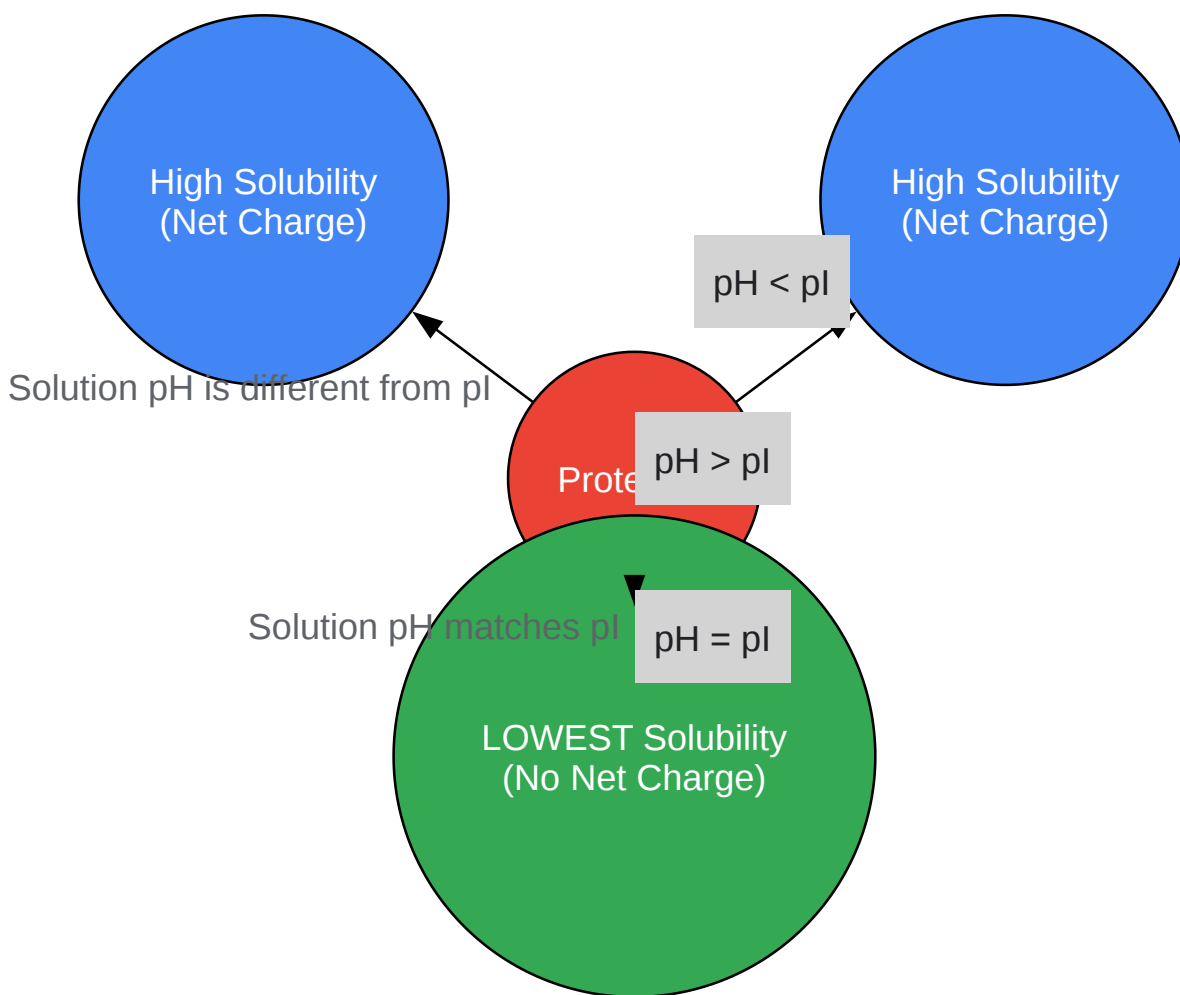 High Solubility
(Net Charge)
High Solubility
(Net Charge)
pH < pI
Solution pH is different from pI
pH > pI
Solution pH matches pI
pH = pI
LOWEST Solubility
(No Net Charge)